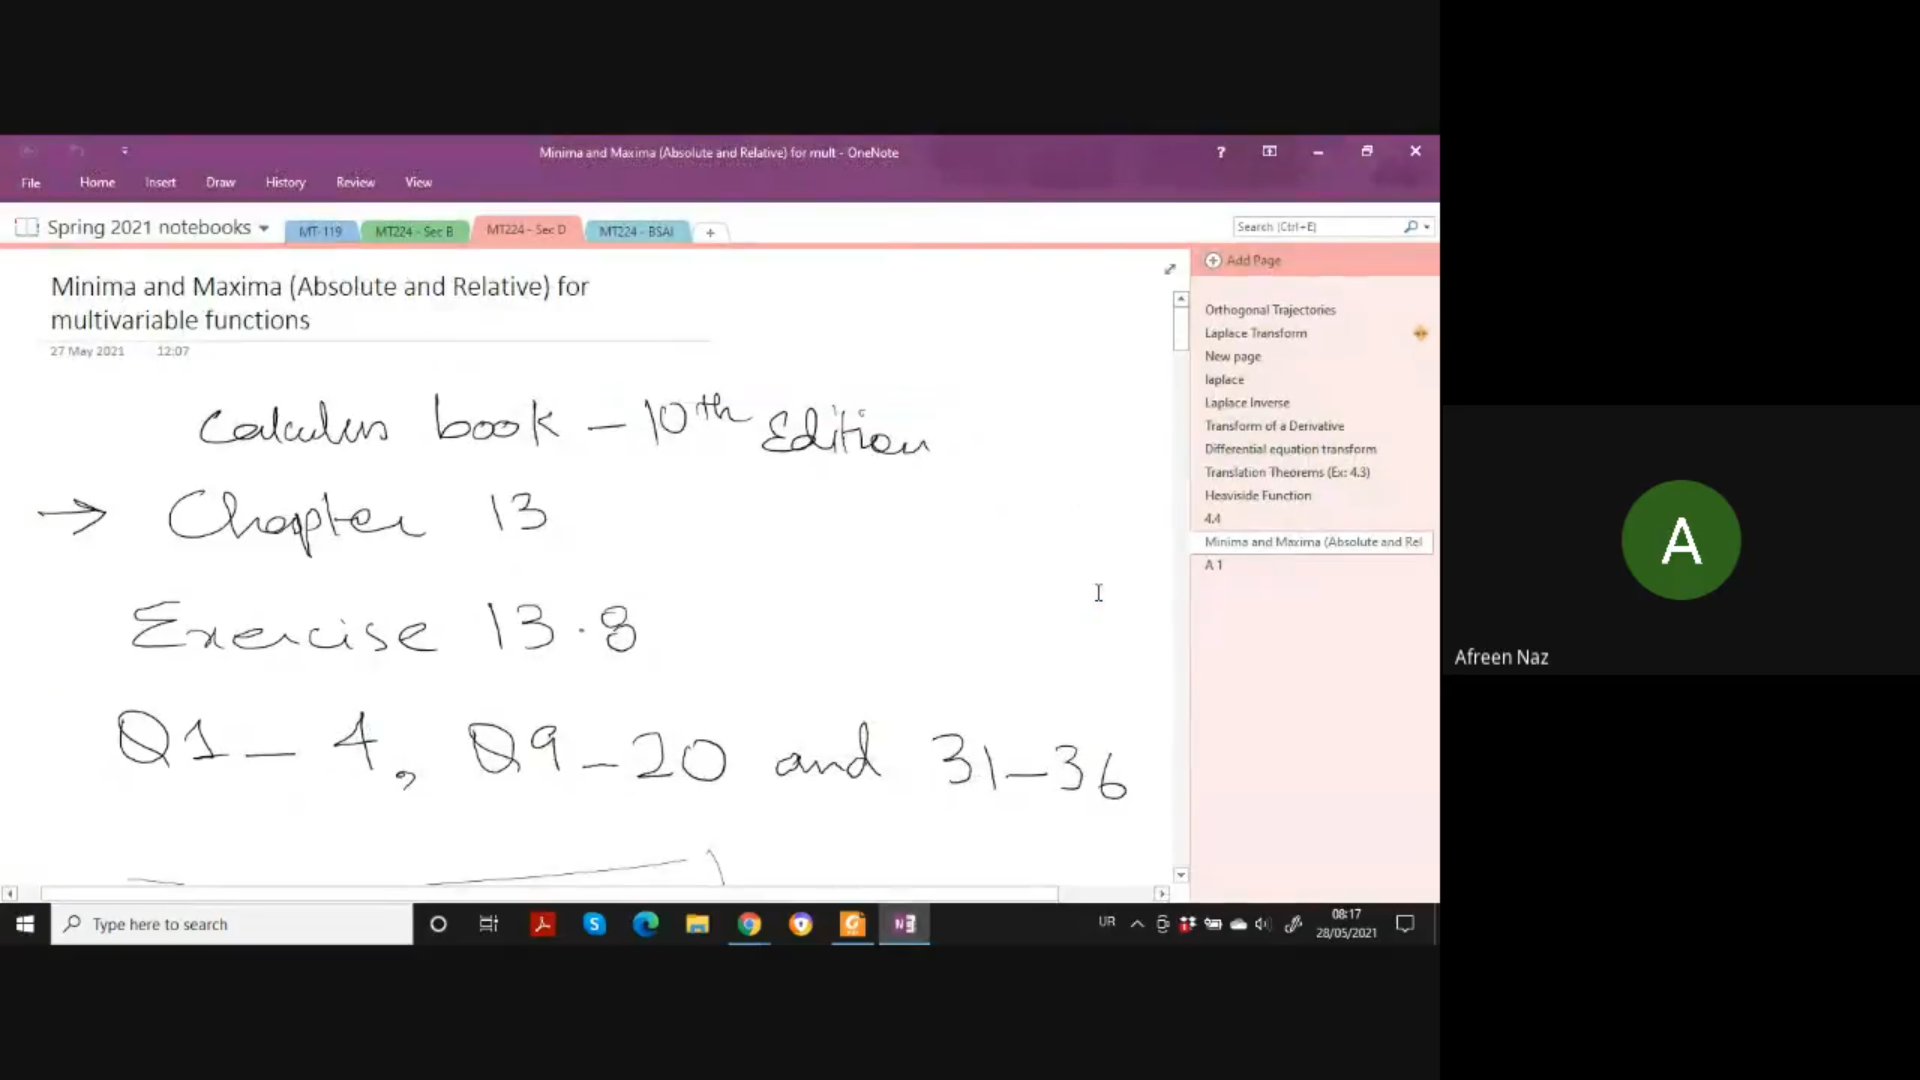 Minima and Maxima (Absolute and Relative) for mult - OneNote
?
File Home Insert Draw History Review View
Spring 2021 notebooks MT-119 MT224 - Sec B MT224 - Sec D MT224 - BSAI +
Search (Ctrl+E)
Minima and Maxima (Absolute and Relative) for
multivariable functions
27 May 2021 12:07
Calculus book - 10th Edition
→ Chapter 13
Exercise 13.8
Q1 - 4, Q9 - 20 and 31 - 36
Add Page
Orthogonal Trajectories
Laplace Transform
New page
laplace
Laplace Inverse
Transform of a Derivative
Differential equation transform
Translation Theorems (Ex: 4.3)
Heaviside Function
4.4
Minima and Maxima (Absolute and Rel
A 1
A
Afreen Naz
Type here to search
UR
08:17
28/05/2021